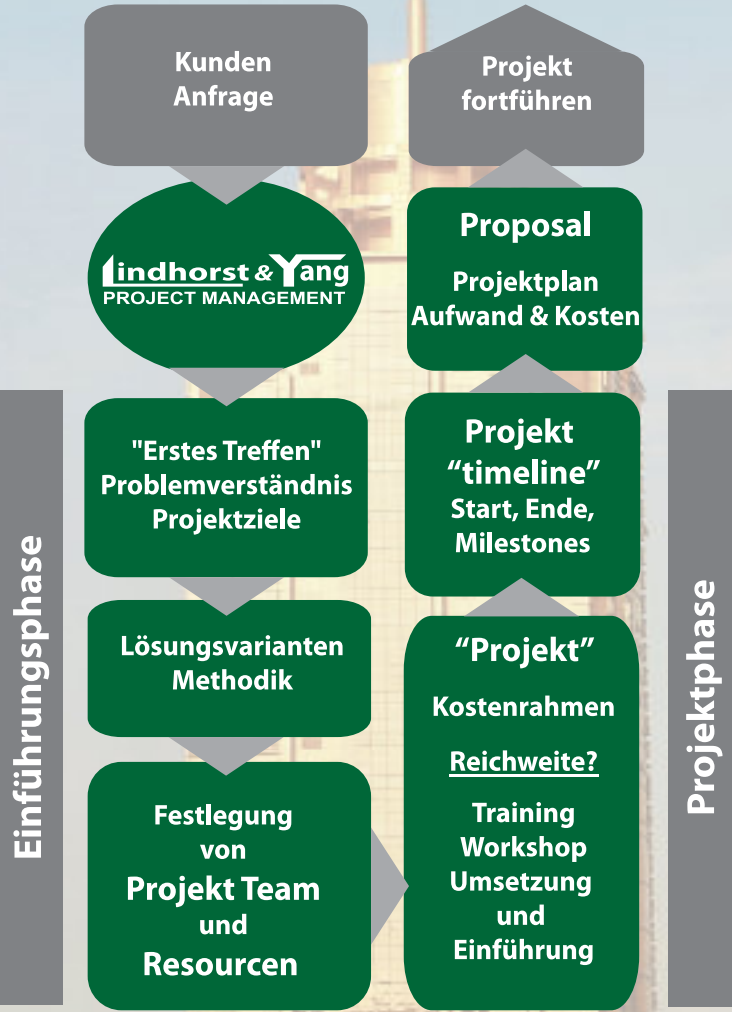 Kunden
Anfrage
Lindhorst & Yang
PROJECT MANAGEMENT
Einführungsphase
"Erstes Treffen"
Problemverständnis
Projektziele
Lösungsvarianten
Methodik
Festlegung
von
Projekt Team
und
Resourcen
“Projekt”
Kostenrahmen
Reichweite?
Training
Workshop
Umsetzung
und
Einführung
Projekt
“timeline”
Start, Ende,
Milestones
Proposal
Projektplan
Aufwand & Kosten
Projekt
fortführen
Projektphase